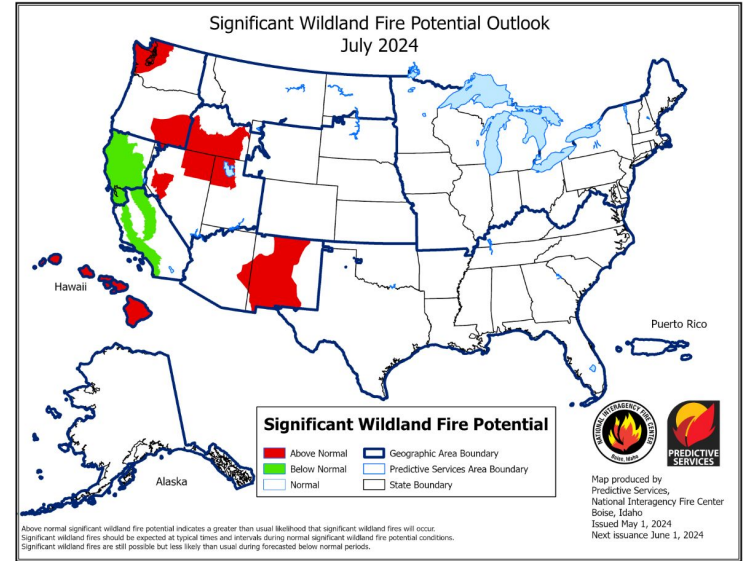 Significant Wildland Fire Potential Outlook
July 2024
Hawaii
Puerto Rico
Alaska
Significant Wildland Fire Potential
Above Normal
Below Normal
Normal
Geographic Area Boundary
Predictive Services Area Boundary
State Boundary
NATIONAL INTERAGENCY FIRE CENTER
Boise, Idaho
PREDICTIVE
SERVICES
Map produced by
Predictive Services,
National Interagency Fire Center
Boise, Idaho
Issued May 1, 2024
Next issuance June 1, 2024
Above normal significant wildland fire potential indicates a greater than usual likelihood that significant wildland fires will occur.
Significant wildland fires should be expected at typical times and intervals during normal significant wildland fire potential conditions.
Significant wildland fires are still possible but less likely than usual during forecasted below normal periods.